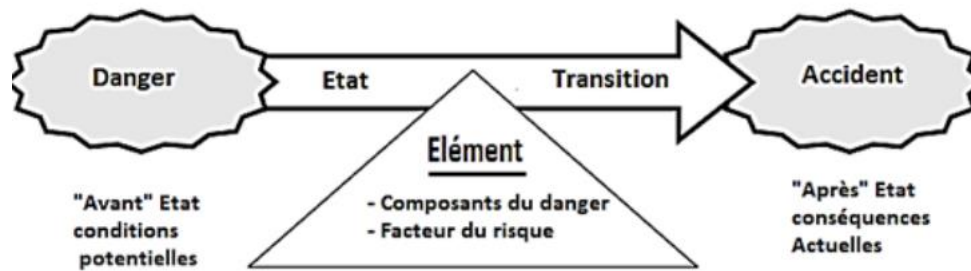 Danger
Etat
Transition
Accident
Elément
- Composants du danger
- Facteur du risque
"Avant" Etat
conditions
potentielles
"Après" Etat
conséquences
Actuelles